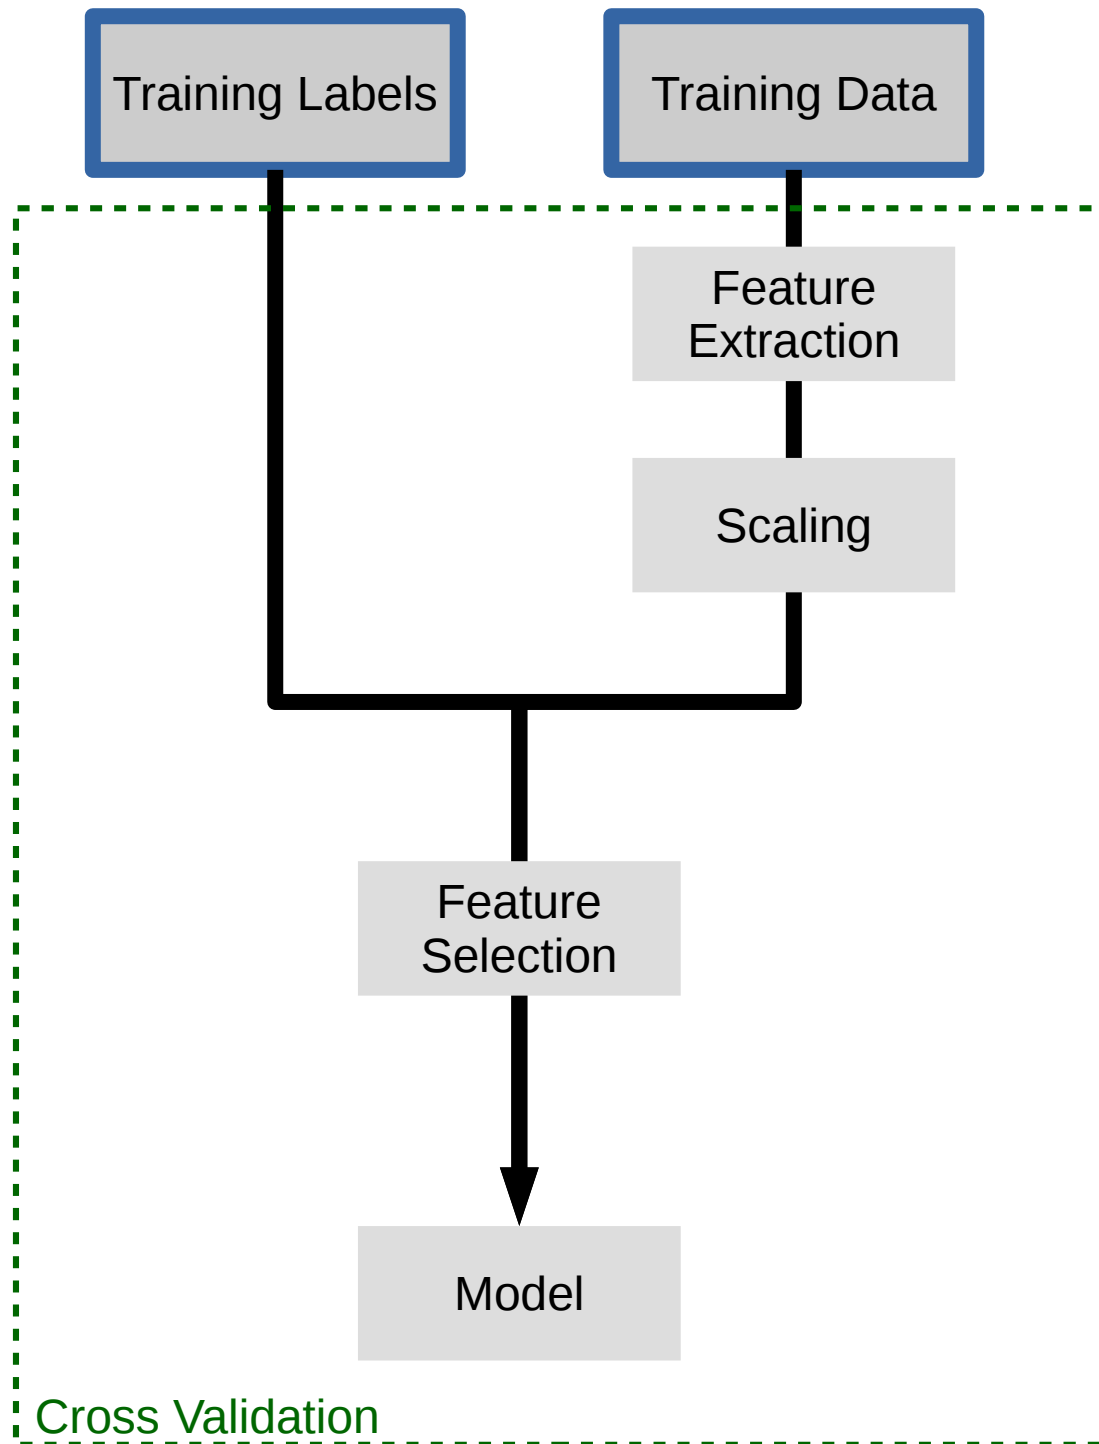 Training Labels
Training Data
Feature
Extraction
Scaling
Feature
Selection
Model
Cross Validation